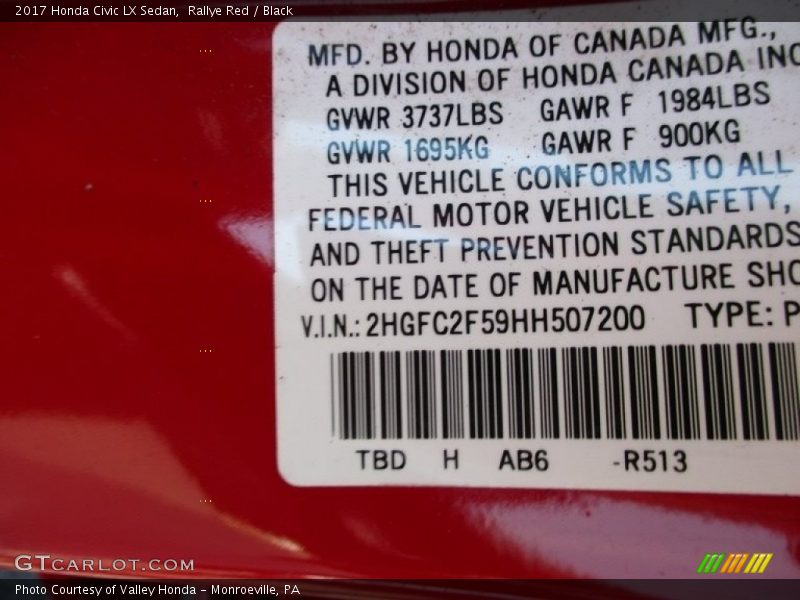 2017 Honda Civic LX Sedan,  Rallye Red / Black
MFD. BY HONDA OF CANADA MFG.,
A DIVISION OF HONDA CANADA INC
GVWR 3737LBS GAWR F 1984LBS
GVWR 1695KG GAWR F 900KG
THIS VEHICLE CONFORMS TO ALL
FEDERAL MOTOR VEHICLE SAFETY,
AND THEFT PREVENTION STANDARDS
ON THE DATE OF MANUFACTURE SHO
V.I.N.: 2HGFC2F59HH507200 TYPE: P
TBD H AB6 -R513
GTCARLOT.COM
Photo Courtesy of Valley Honda - Monroeville, PA